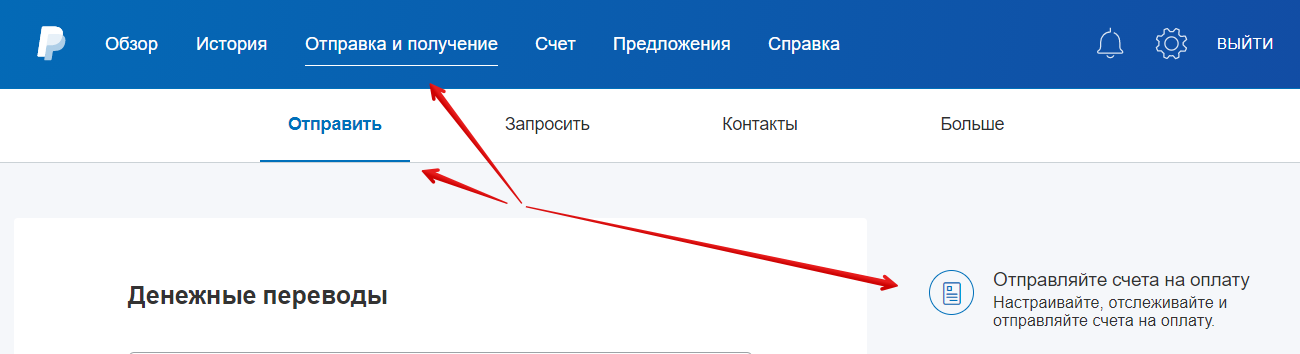 Обзор История Отправка и получение Счет Предложения Справка ВЫЙТИ
Отправить Запросить Контакты Больше
Денежные переводы
Отправляйте счета на оплату
Настраивайте, отслеживайте и
отправляйте счета на оплату.